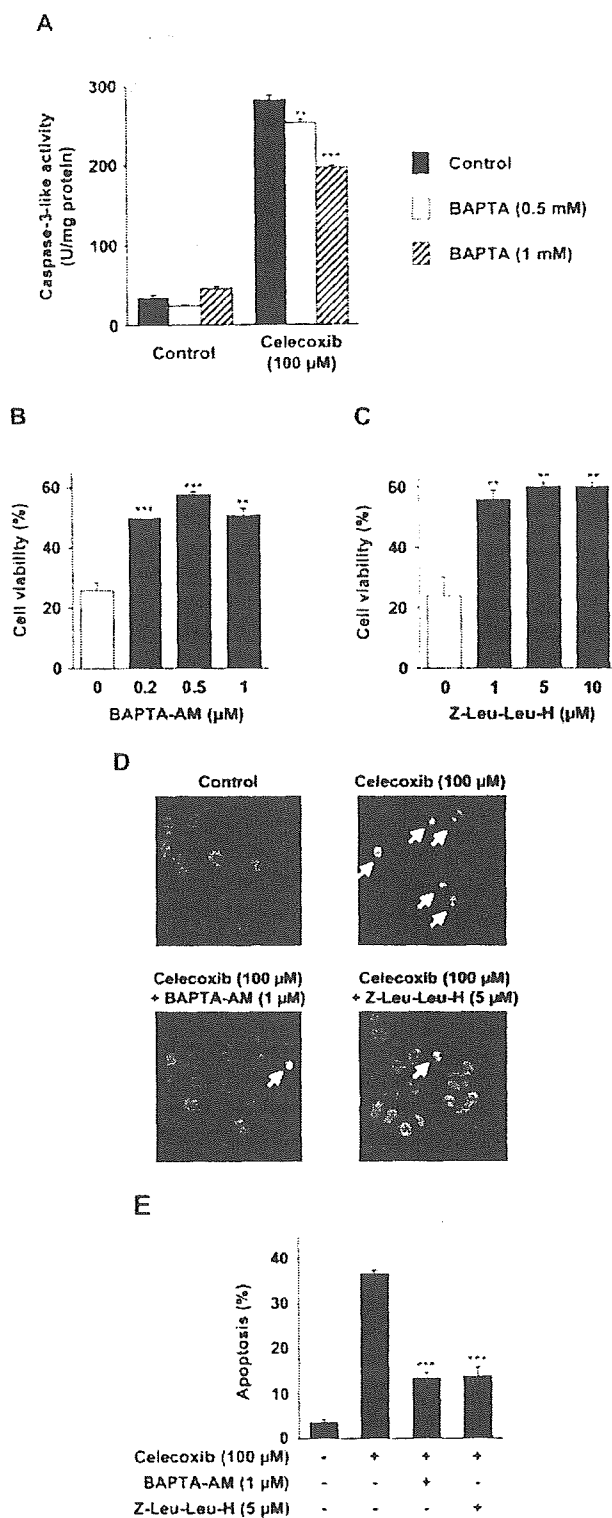 A
Caspase-3-like activity
(U/mg protein)
300
200
100
0
**
***
Control
Celecoxib
(100 µM)
Control
BAPTA (0.5 mM)
BAPTA (1 mM)
B
Cell viability (%)
60
40
20
0
***
***
**
0 0.2 0.5 1
BAPTA-AM (µM)
C
Cell viability (%)
60
40
20
0
**
**
**
0 1 5 10
Z-Leu-Leu-H (µM)
D
Control
Celecoxib (100 µM)
Celecoxib (100 µM)
+ BAPTA-AM (1 µM)
Celecoxib (100 µM)
+ Z-Leu-Leu-H (5 µM)
E
Apoptosis (%)
40
30
20
10
0
***
***
Celecoxib (100 µM) - + + +
BAPTA-AM (1 µM) - - + -
Z-Leu-Leu-H (5 µM) - - - +